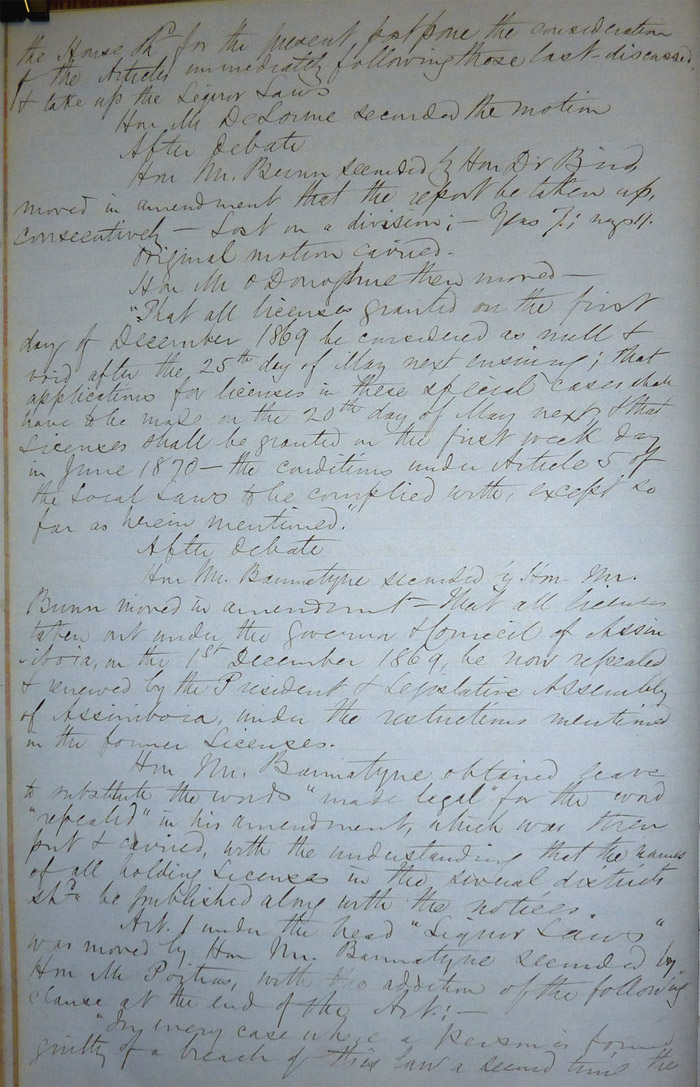 the House shd for the present postpone the consideration
of the Articles immediately following those last discussed,
& take up the Liquor Laws
Hon Mr DeLorme seconded the motion
After debate
Hon Mr. Bunn seconded by Hon Dr Bird,
moved in amendment that the report be taken up,
consecutively – Lost on a division; – Yeas 7; nays 11.
Original motion carried.
Hon Mr O'Donoghue then moved –
"That all licenses granted on the first
day of December 1869 be considered as null &
void after the 25th day of May next ensuing; that
applications for licenses in these special cases shall
have to be made on the 20th day of May next, & that
Licenses shall be granted on the first week day
in June 1870 – the conditions under Article 5 of
the Local Laws to be complied with, except so
far as herein mentioned."
After debate
Hon Mr. Bannatyne seconded by Hon. Mr.
Bunn moved in amendment – That all licenses
taken out under the Governor & Council of Assin
iboia, on the 1st December 1869, be now repealed
& renewed by the President & Legislative Assembly
of Assiniboia, under the restrictions mentioned
in the former Licenses.
Hon Mr. Bannatyne obtained leave
to substitute the words "made legal" for the word
"repealed" in his amendment, which was then
put & carried, with the understanding that the names
of all holding Licenses in the several districts
shd be published along with the notices.
Art. 1 under the head "Liquor Laws"
was moved by Hon Mr. Bannatyne seconded by
Hon Mr Poitras, with the addition of the following
clause at the end of the Art; –
"In every case where a person is found
guilty of a breach of this law a second time the